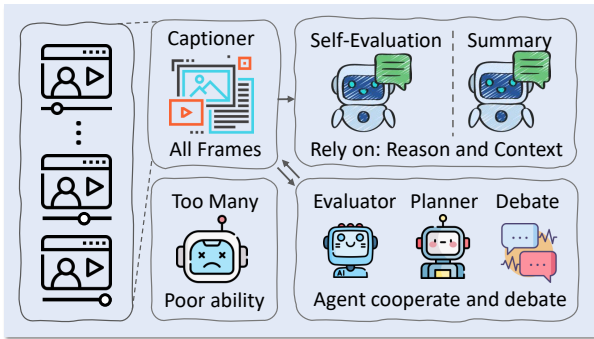 Captioner
All Frames
Self-Evaluation
Summary
Rely on: Reason and Context
Too Many
Poor ability
Evaluator
Planner
Debate
AI
Agent cooperate and debate